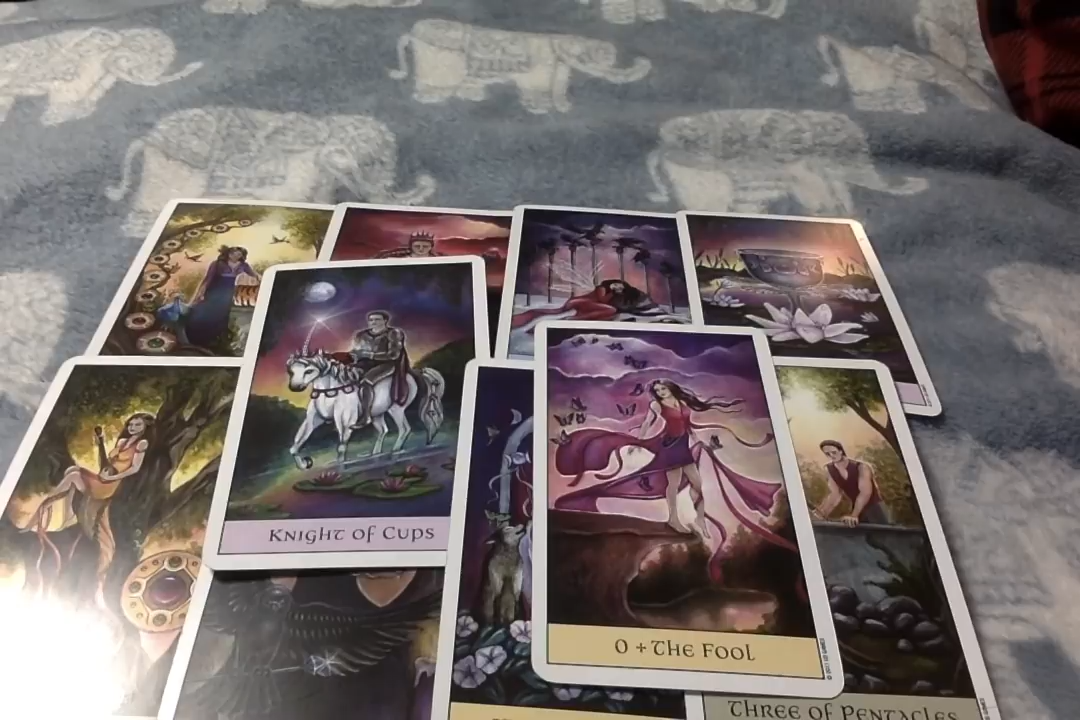 Knight of Cups
0 + The Fool
Three of Pentacles